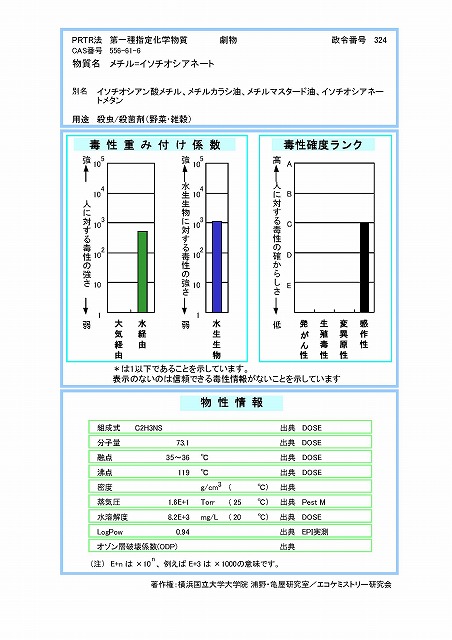 PRTR法 第一種指定化学物質 劇物 政令番号 324
CAS番号 556-61-6
物質名 メチル=イソチオシアネート
別名 イソチオシアン酸メチル、メチルカラシ油、メチルマスタード油、イソチオシアネー
トメタン
用途 殺虫/殺菌剤(野菜・雑穀)
毒性重み付け係数
強 人に対する毒性の強さ 弱
10^5
10^4
10^3
10^2
10
1
大気経由
水経由
強 水生生物に対する毒性の強さ 弱
10^5
10^4
10^3
10^2
10
1
水生生物
毒性確度ランク
高 人に対する毒性の確からしさ 低
A
B
C
D
E
発がん性
生殖毒性
変異原性
感作性
*は1以下であることを示しています。
表示のないのは信頼できる毒性情報がないことを示しています
物性情報
組成式 C2H3NS 出典 DOSE
分子量 73.1 出典 DOSE
融点 35~36 ℃ 出典 DOSE
沸点 119 ℃ 出典 DOSE
密度 g/cm3 ( ℃) 出典
蒸気圧 1.6E+1 Torr (25 ℃) 出典 Pest M
水溶解度 8.2E+3 mg/L (20 ℃) 出典 DOSE
LogPow 0.94 出典 EPI実測
オゾン層破壊係数(ODP) 出典
(注) E+n は ×10^n、例えば E+3 は ×1000の意味です。
著作権:横浜国立大学大学院 浦野・亀屋研究室/エコケミストリー研究会